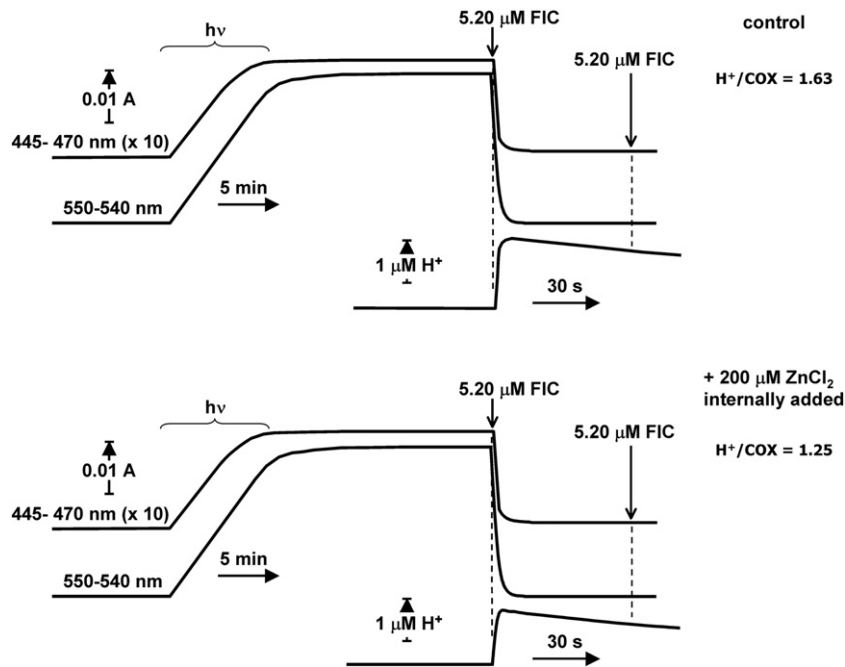 hν
5.20 μM FIC
control
5.20 μM FIC
H⁺/COX = 1.63
0.01 A
445- 470 nm (x 10)
5 min
550-540 nm
1 μM H⁺
30 s
+ 200 μM ZnCl₂
internally added
5.20 μM FIC
hν
5.20 μM FIC
H⁺/COX = 1.25
0.01 A
445- 470 nm (x 10)
5 min
550-540 nm
1 μM H⁺
30 s